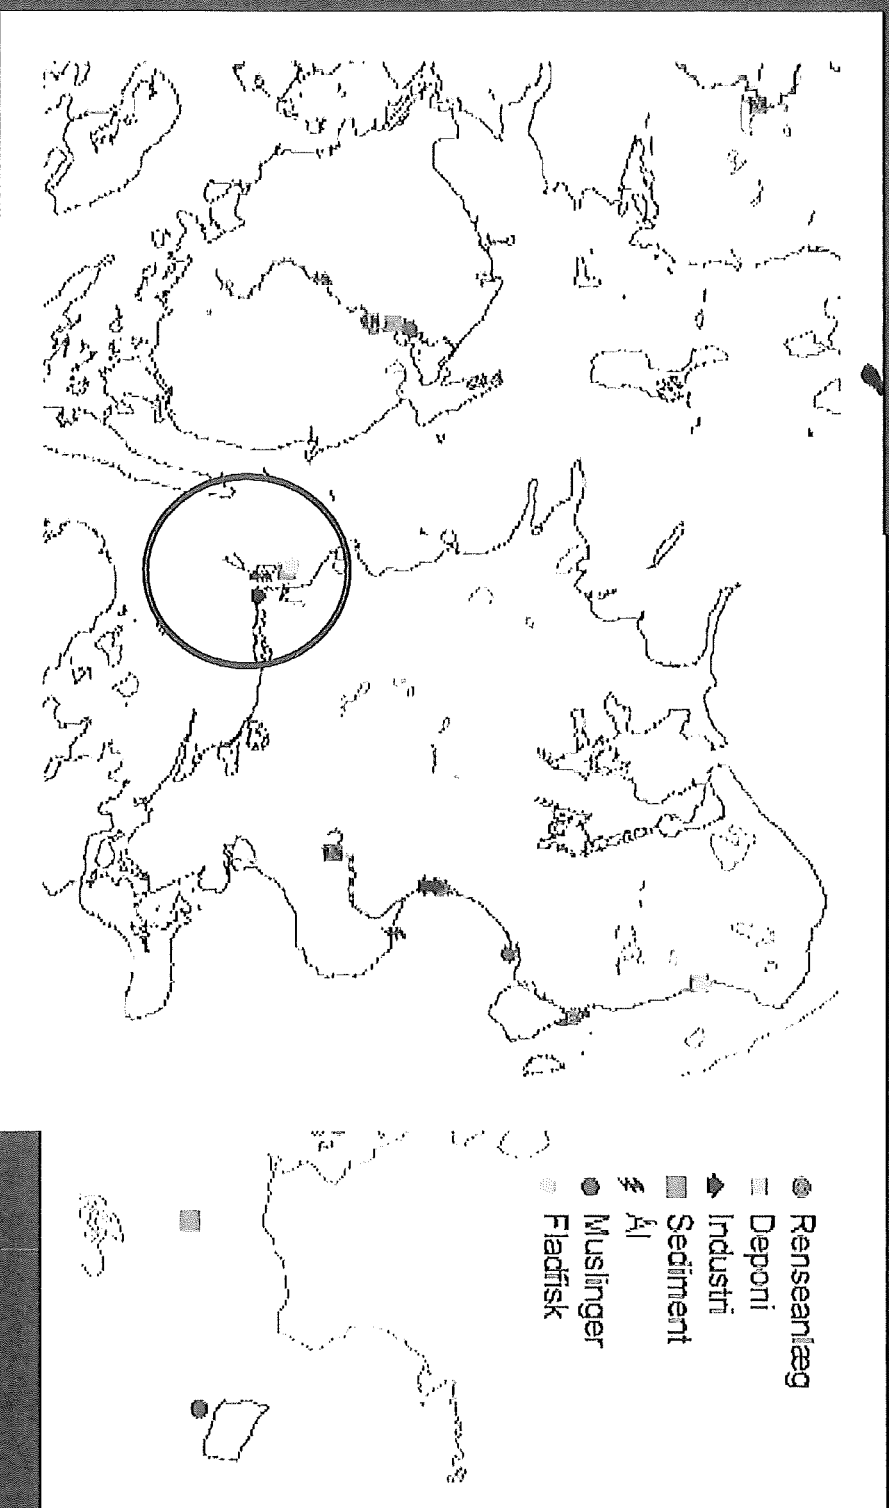 Renseanlæg
Deponi
Industri
Sediment
Ål
Muslinger
Fladfisk